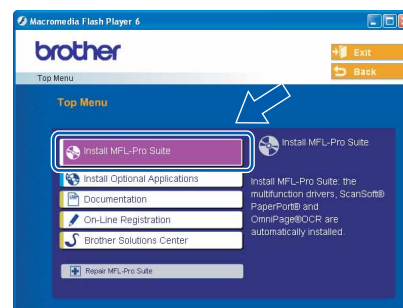 Macromedia Flash Player 6
brother
Exit
Back
Top Menu
Top Menu
Install MFL-Pro Suite
Install Optional Applications
Documentation
On-Line Registration
Brother Solutions Center
Repair MFL-Pro Suite
Install MFL-Pro Suite
Install MFL-Pro Suite: the
multifunction drivers, ScanSoft®
PaperPort® and
OmniPage®OCR are
automatically installed.